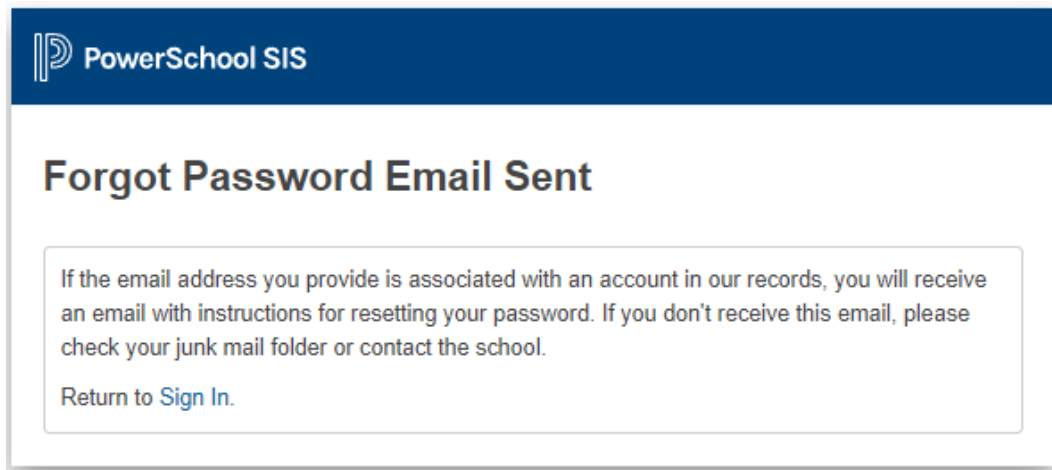 PowerSchool SIS
Forgot Password Email Sent
If the email address you provide is associated with an account in our records, you will receive
an email with instructions for resetting your password. If you don't receive this email, please
check your junk mail folder or contact the school.
Return to Sign In.